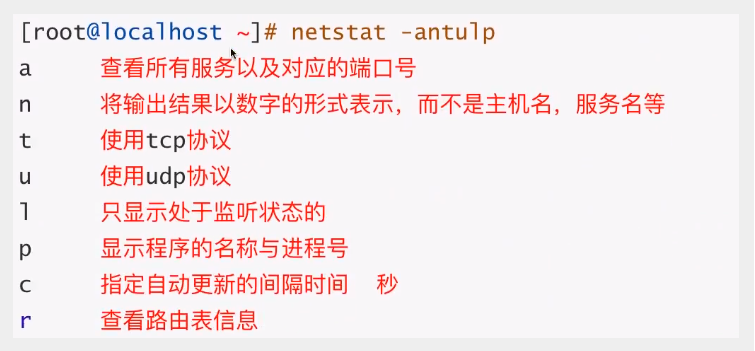 [root@localhost ~]# netstat -antulp
a 查看所有服务以及对应的端口号
n 将输出结果以数字的形式表示，而不是主机名，服务名等
t 使用tcp协议
u 使用udp协议
l 只显示处于监听状态的
p 显示程序的名称与进程号
c 指定自动更新的间隔时间 秒
r 查看路由表信息